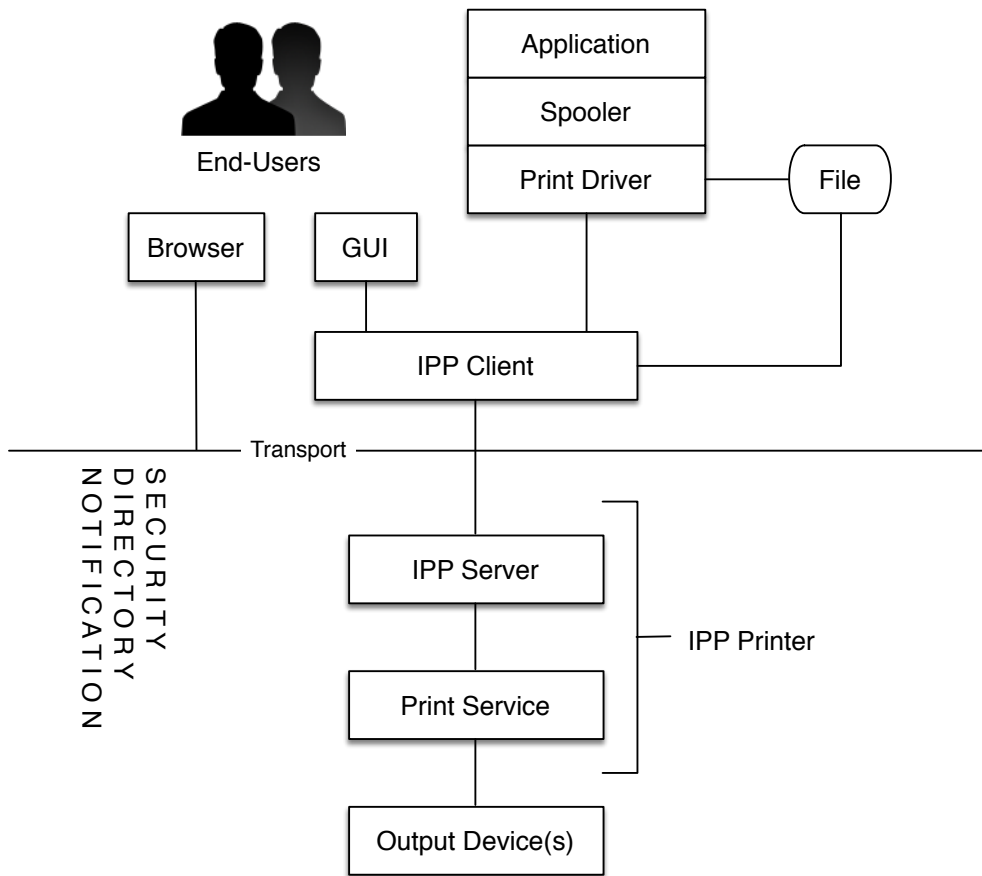 Application
Spooler
End-Users
Print Driver
File
Browser
GUI
IPP Client
Transport
SECURITY
DIRECTORY
NOTIFICATION
IPP Server
IPP Printer
Print Service
Output Device(s)